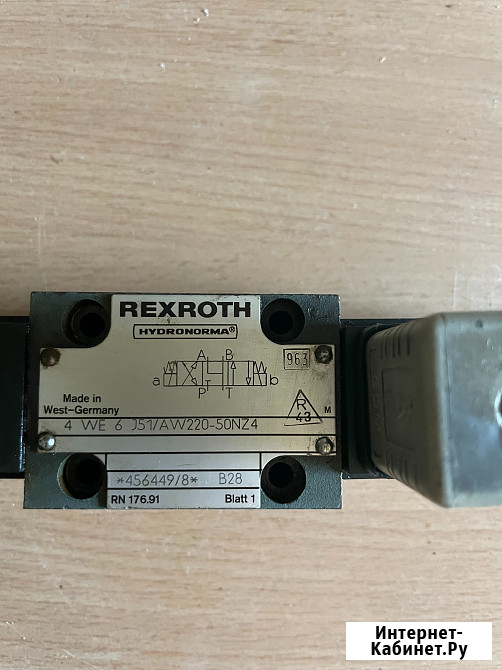 REXROTH
HYDRONORMA®
963
A B
a b
P T
Made in
West-Germany
R
43
M
4 WE 6 J51/AW220-50NZ4
*456449/8* B28
RN 176.91 Blatt 1
Интернет-
Кабинет.Ру